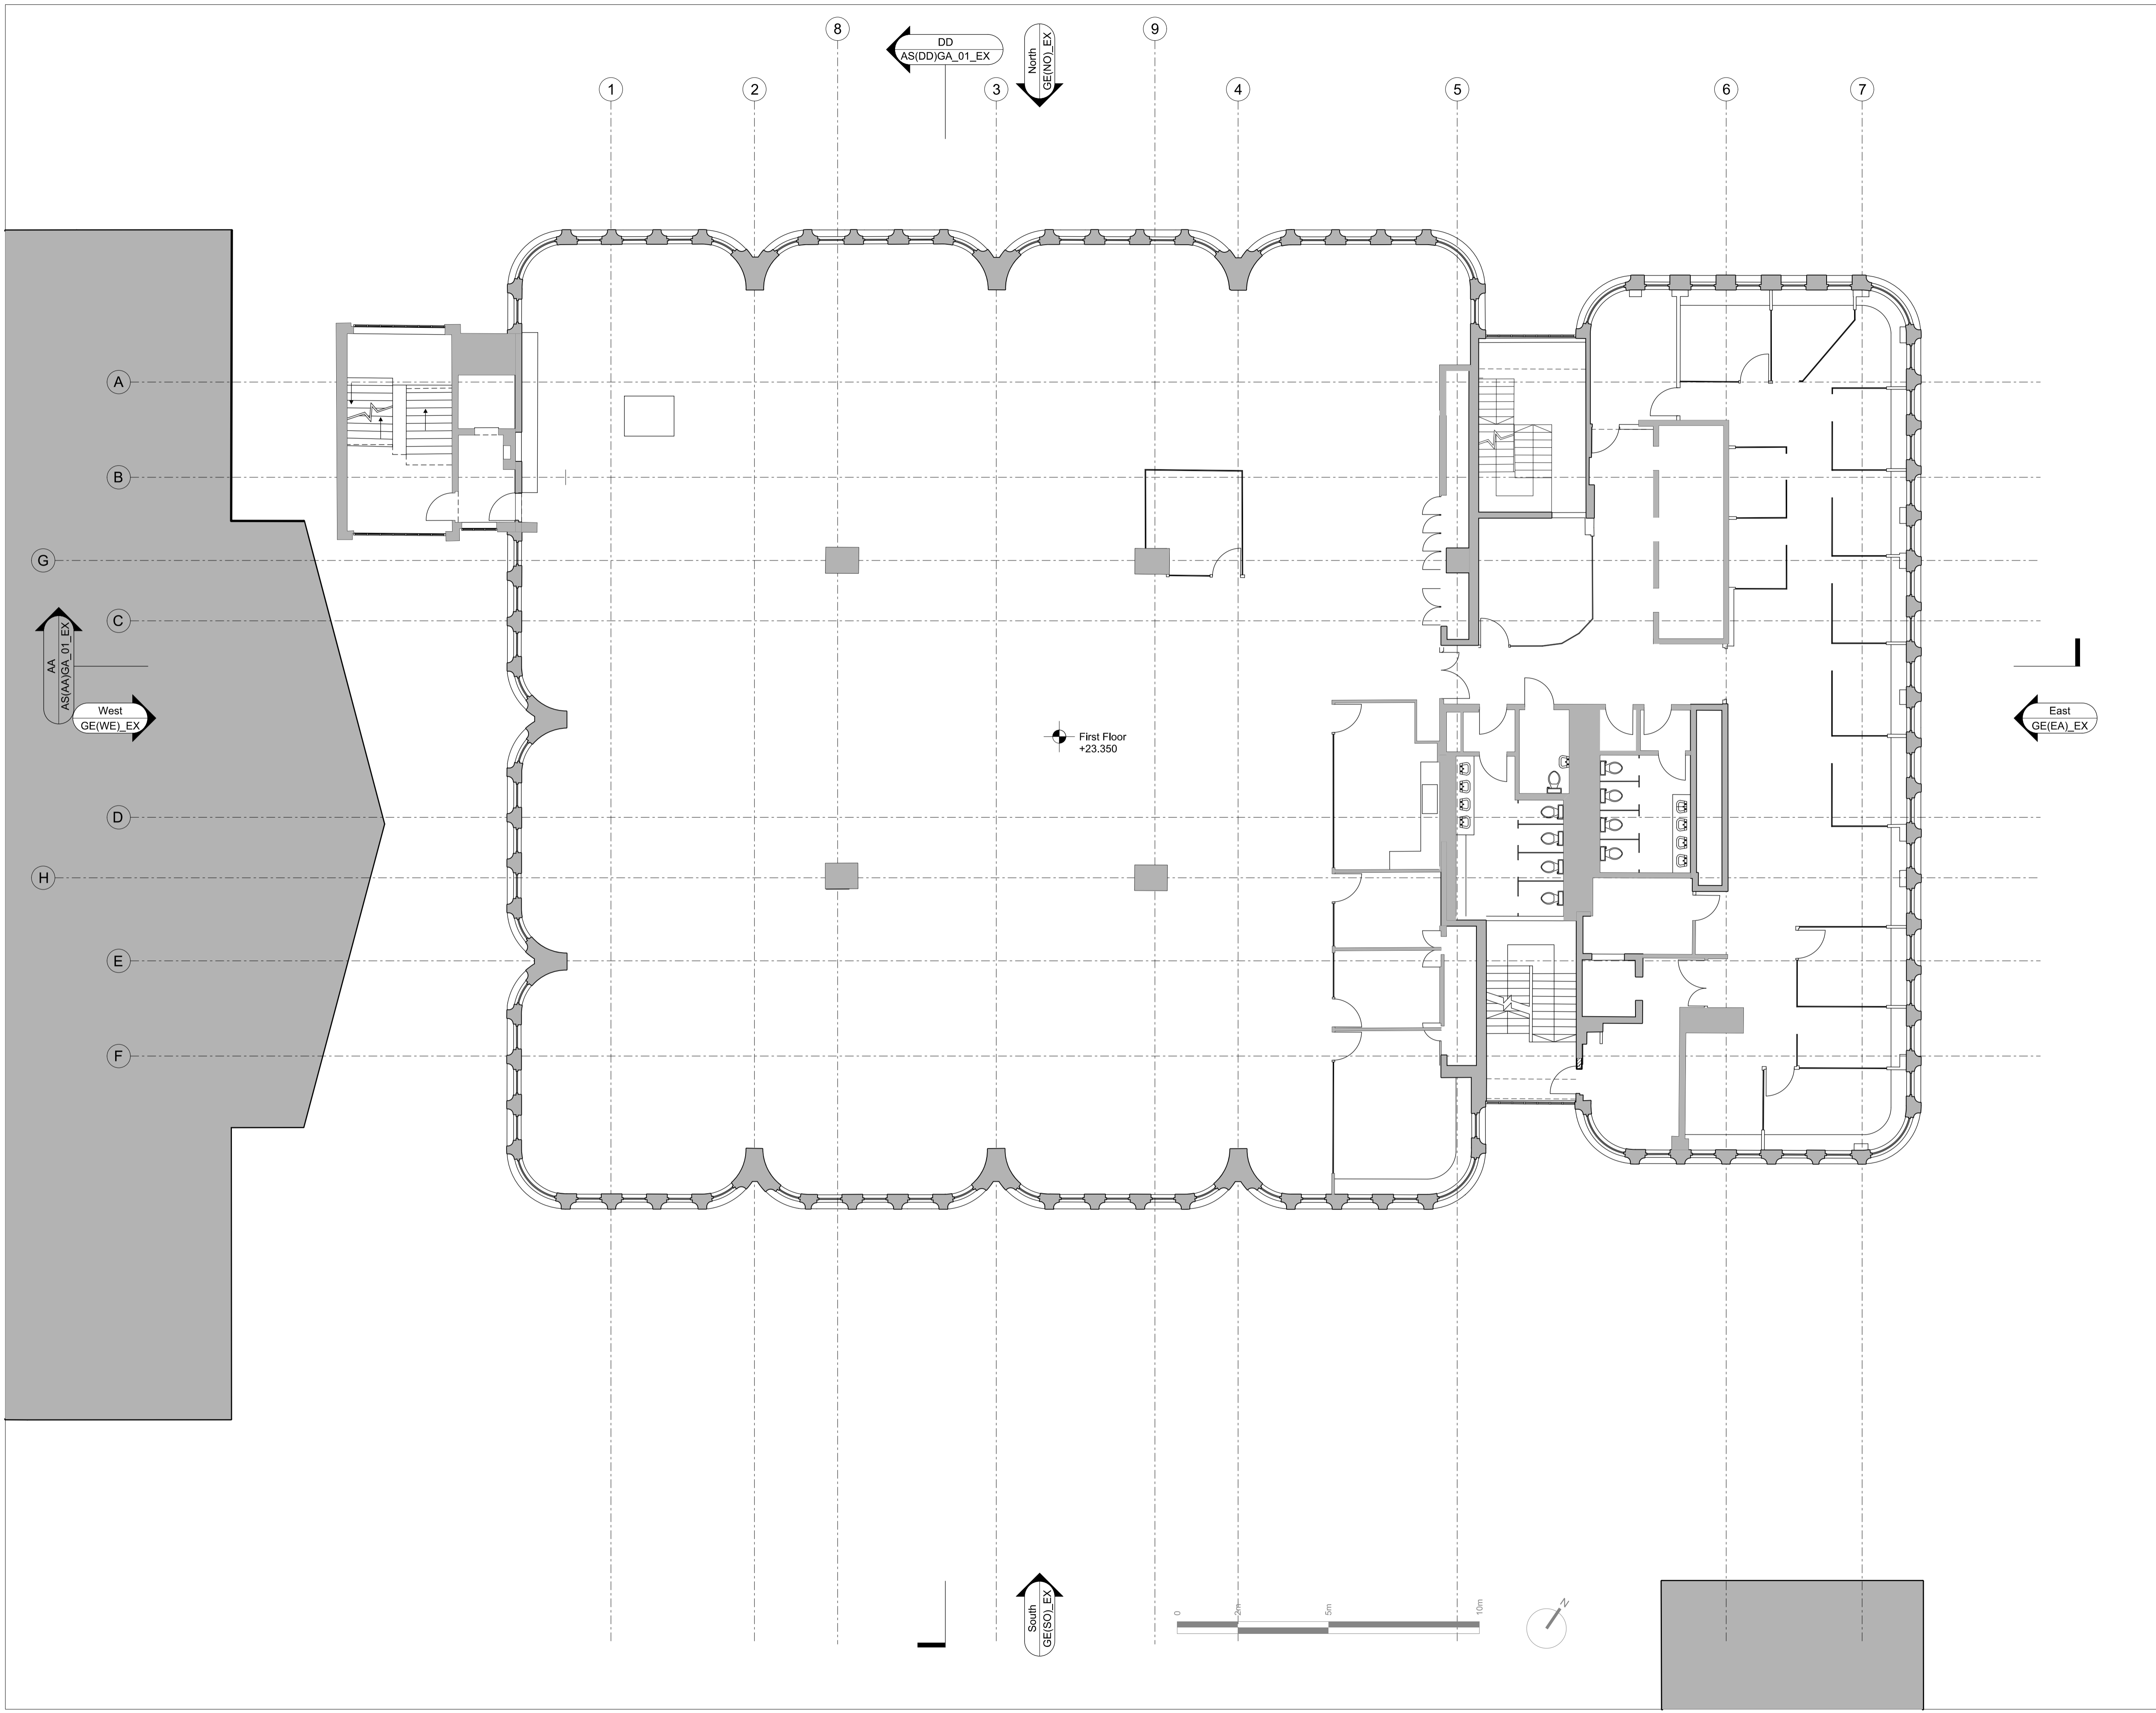 8
9
DD
AS(DD)GA_01_EX
North
GE(NO)_EX
1
2
3
4
5
6
7
A
B
G
C
AA
AS(AA)GA_01_EX
West
GE(WE)_EX
East
GE(EA)_EX
First Floor
+23.350
D
H
E
F
South
GE(SO)_EX
0
2m
5m
10m
N